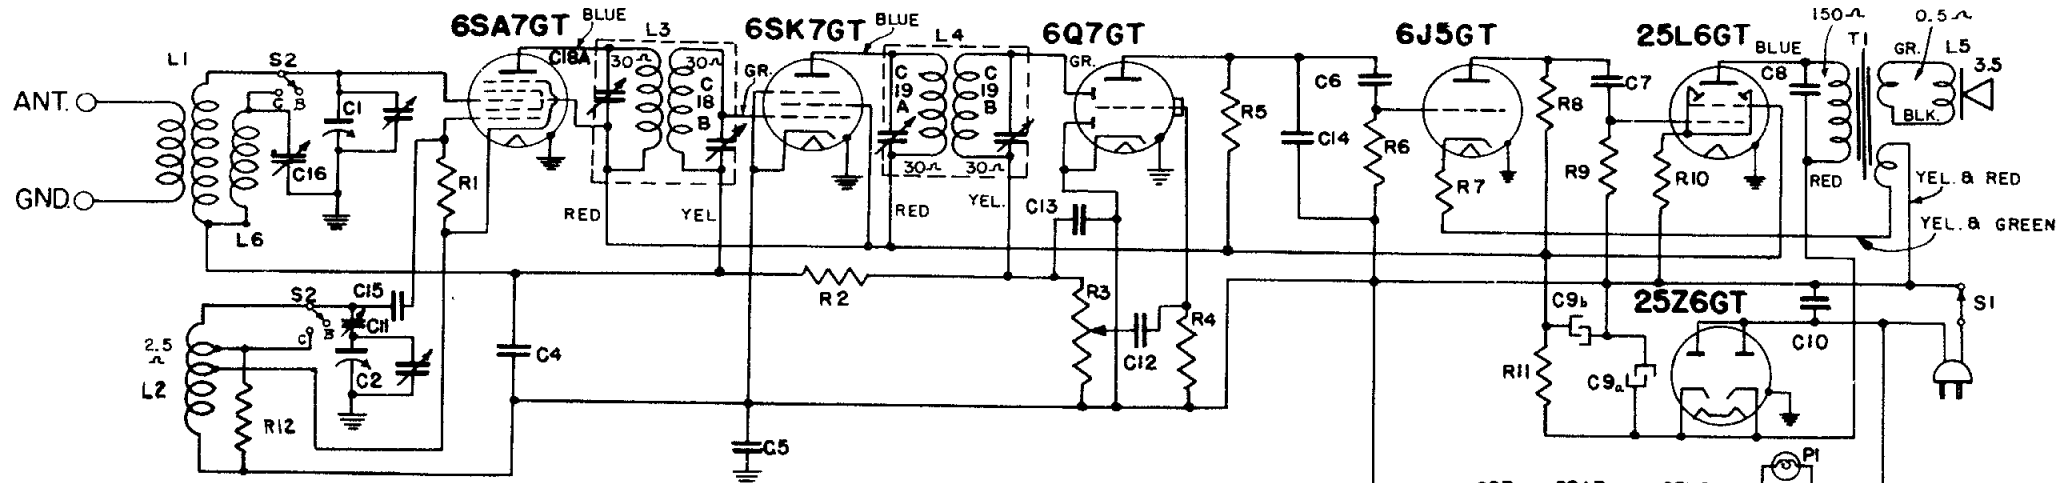 6SA7GT
BLUE
L3
6SK7GT
BLUE
L4
6Q7GT
6J5GT
25L6GT
150Ω
T1
0.5Ω
L1
S2
C18A
30Ω
30Ω
GR.
GR.
BLUE
C8
GR.
L5
3.5
ANT.
C
B
C1
C
18
B
C
19
A
C
19
B
C6
C7
R5
R8
BLK.
C14
R6
C16
R1
30Ω
30Ω
R7
R9
R10
RED
YEL. & RED
GND.
L6
RED
YEL
RED
YEL.
C13
YEL. & GREEN
R2
S2
C15
C11
B
C
R3
R4
C12
C9b
25Z6GT
S1
C10
2.5
Ω
L2
C2
C4
R11
C9a
R12
C5
P1